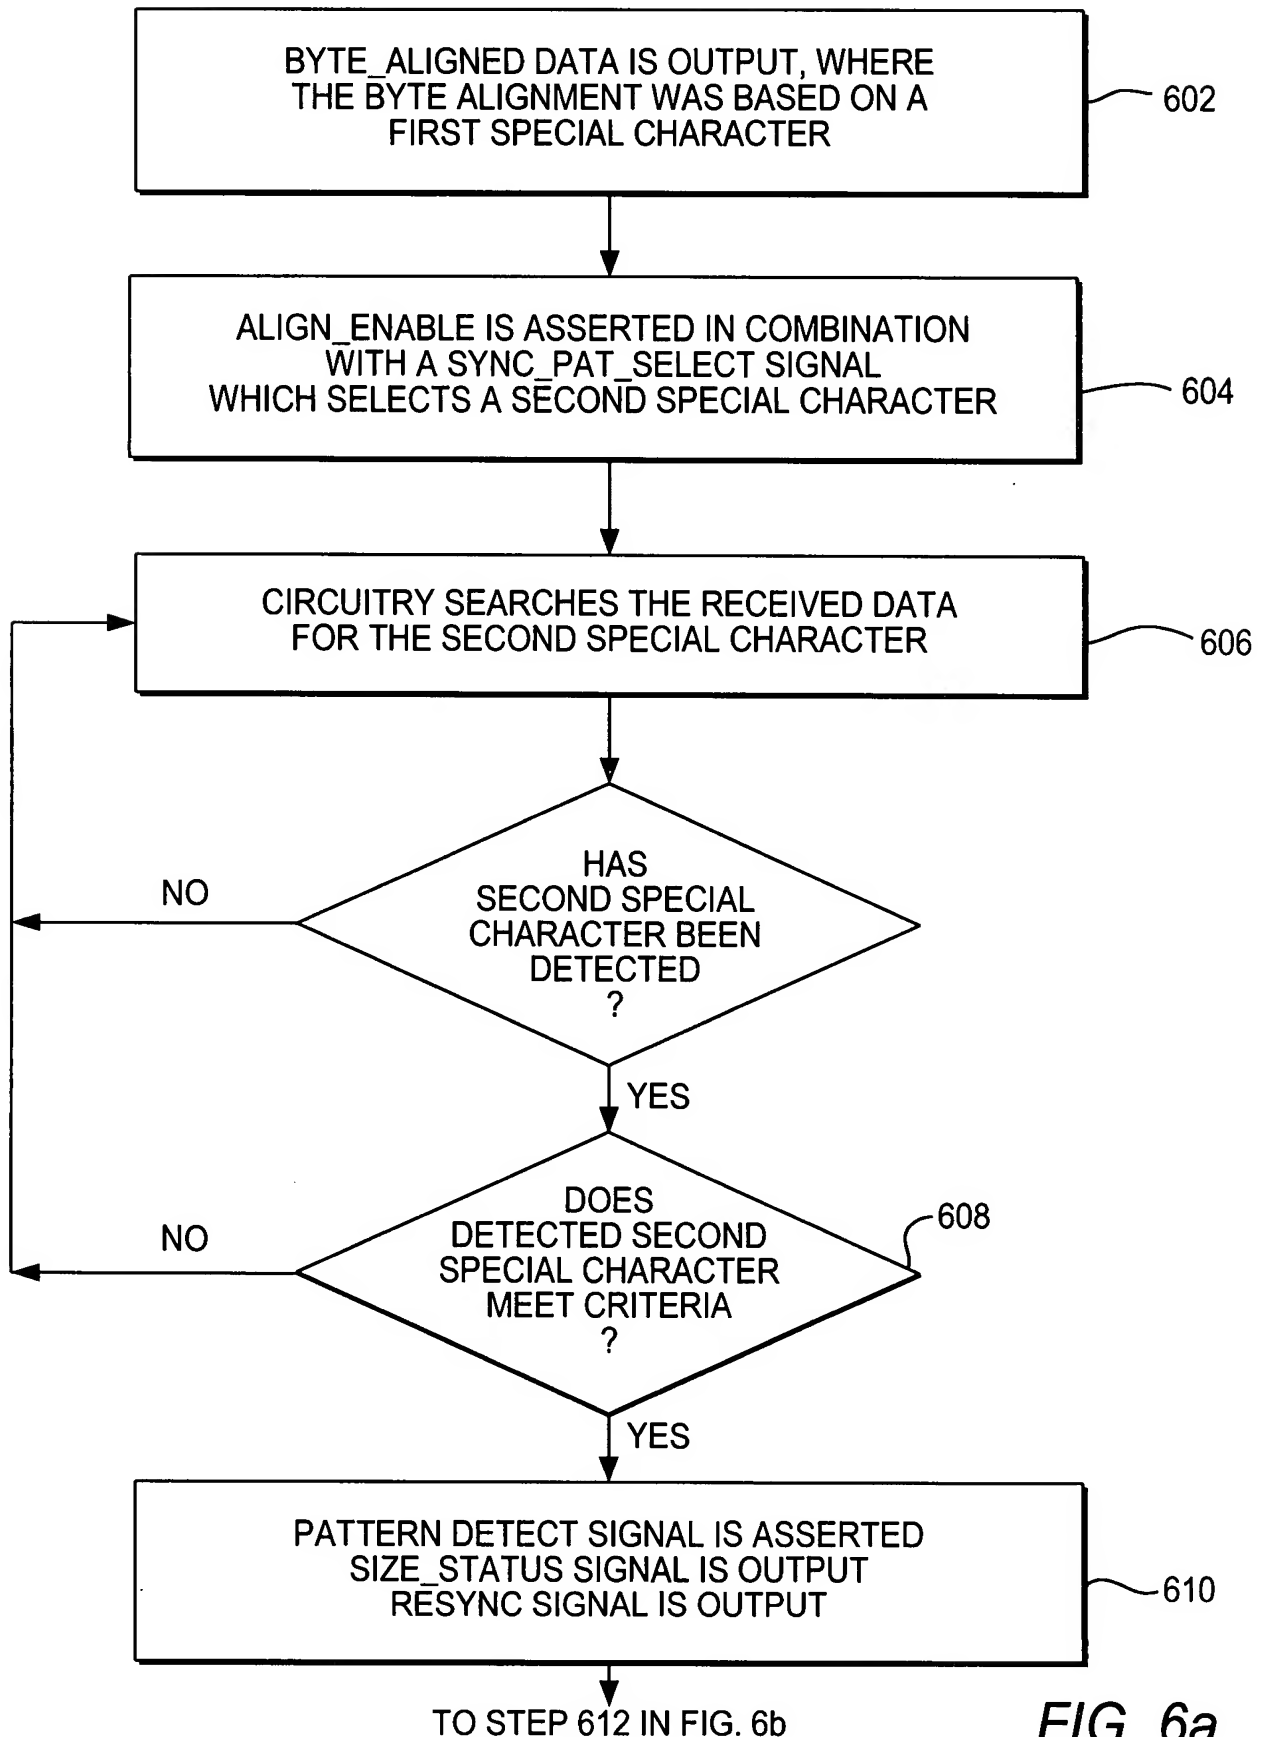 BYTE_ALIGNED DATA IS OUTPUT, WHERE
THE BYTE ALIGNMENT WAS BASED ON A
FIRST SPECIAL CHARACTER
602
ALIGN_ENABLE IS ASSERTED IN COMBINATION
WITH A SYNC_PAT_SELECT SIGNAL
WHICH SELECTS A SECOND SPECIAL CHARACTER
604
CIRCUITRY SEARCHES THE RECEIVED DATA
FOR THE SECOND SPECIAL CHARACTER
606
HAS
SECOND SPECIAL
CHARACTER BEEN
DETECTED
?
NO
YES
DOES
DETECTED SECOND
SPECIAL CHARACTER
MEET CRITERIA
?
608
NO
YES
PATTERN DETECT SIGNAL IS ASSERTED
SIZE_STATUS SIGNAL IS OUTPUT
RESYNC SIGNAL IS OUTPUT
610
TO STEP 612 IN FIG. 6b
FIG. 6a